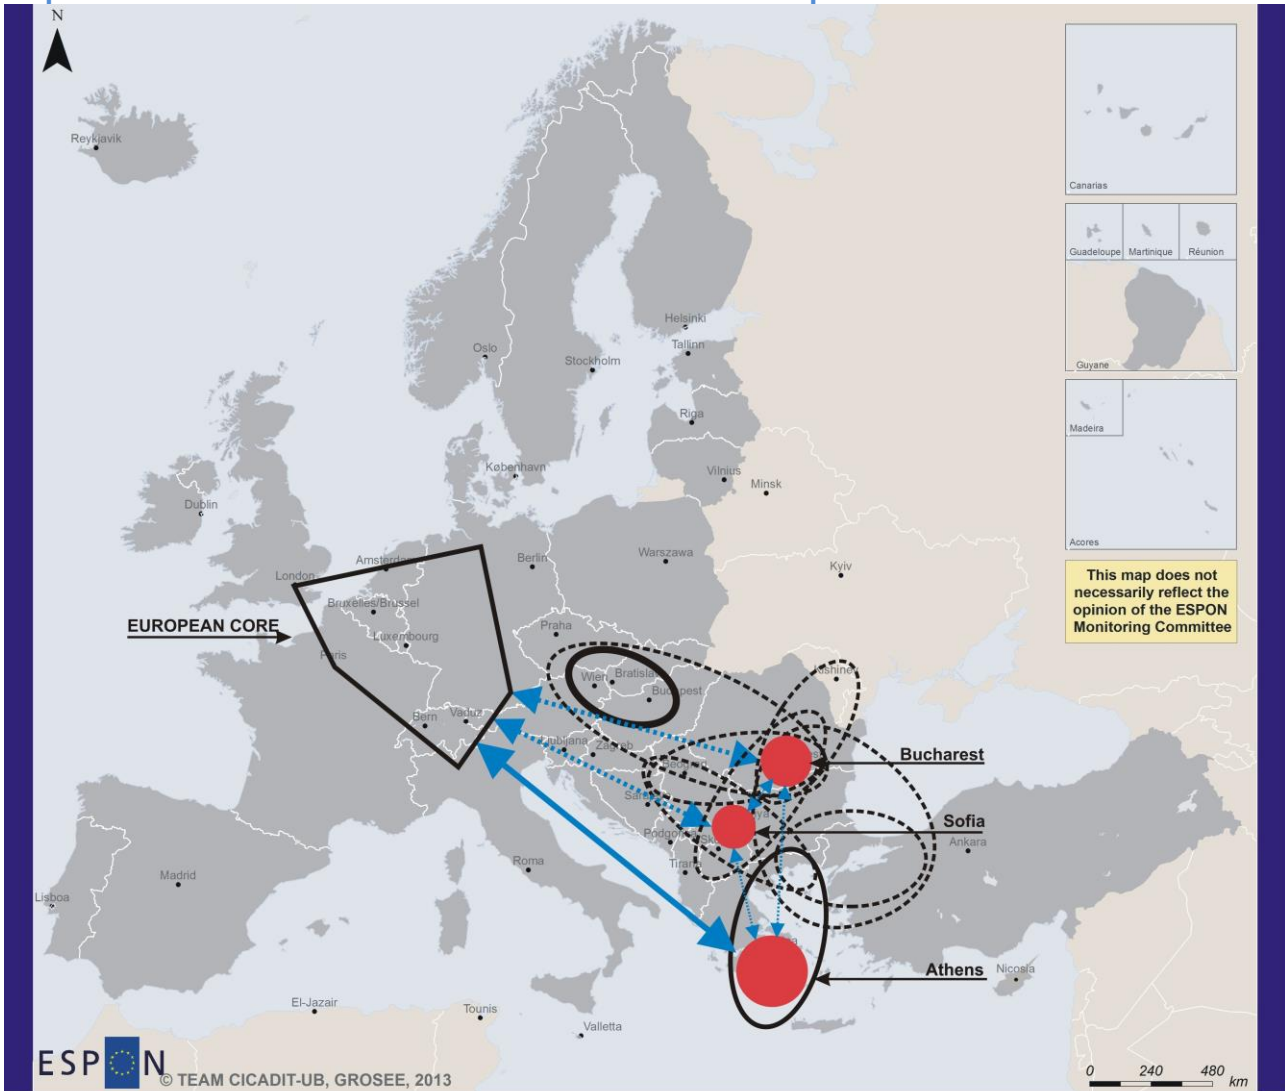 N
Reykjavik
Canarias
Guadeloupe
Martinique
Réunion
Guyane
Madeira
Acores
Helsinki
Tallinn
Oslo
Stockholm
Riga
København
Vilnius
Minsk
Dublin
Amsterdam
Berlin
Warszawa
Kyiv
London
Bruxelles/Brussel
Luxembourg
Praha
Paris
EUROPEAN CORE
This map does not
necessarily reflect the
opinion of the ESPON
Monitoring Committee
Wien
Bratislav
Budapest
Kishinev
Bern
Vaduz
Ljubljana
Zagreb
Bucharest
Sofia
Podgorica
Tirana
Ankara
Roma
Madrid
Lisboa
Athens
Nicosia
El-Jazair
Tounis
Valletta
ESPON
© TEAM CICADIT-UB, GROSEE, 2013
0 240 480
km